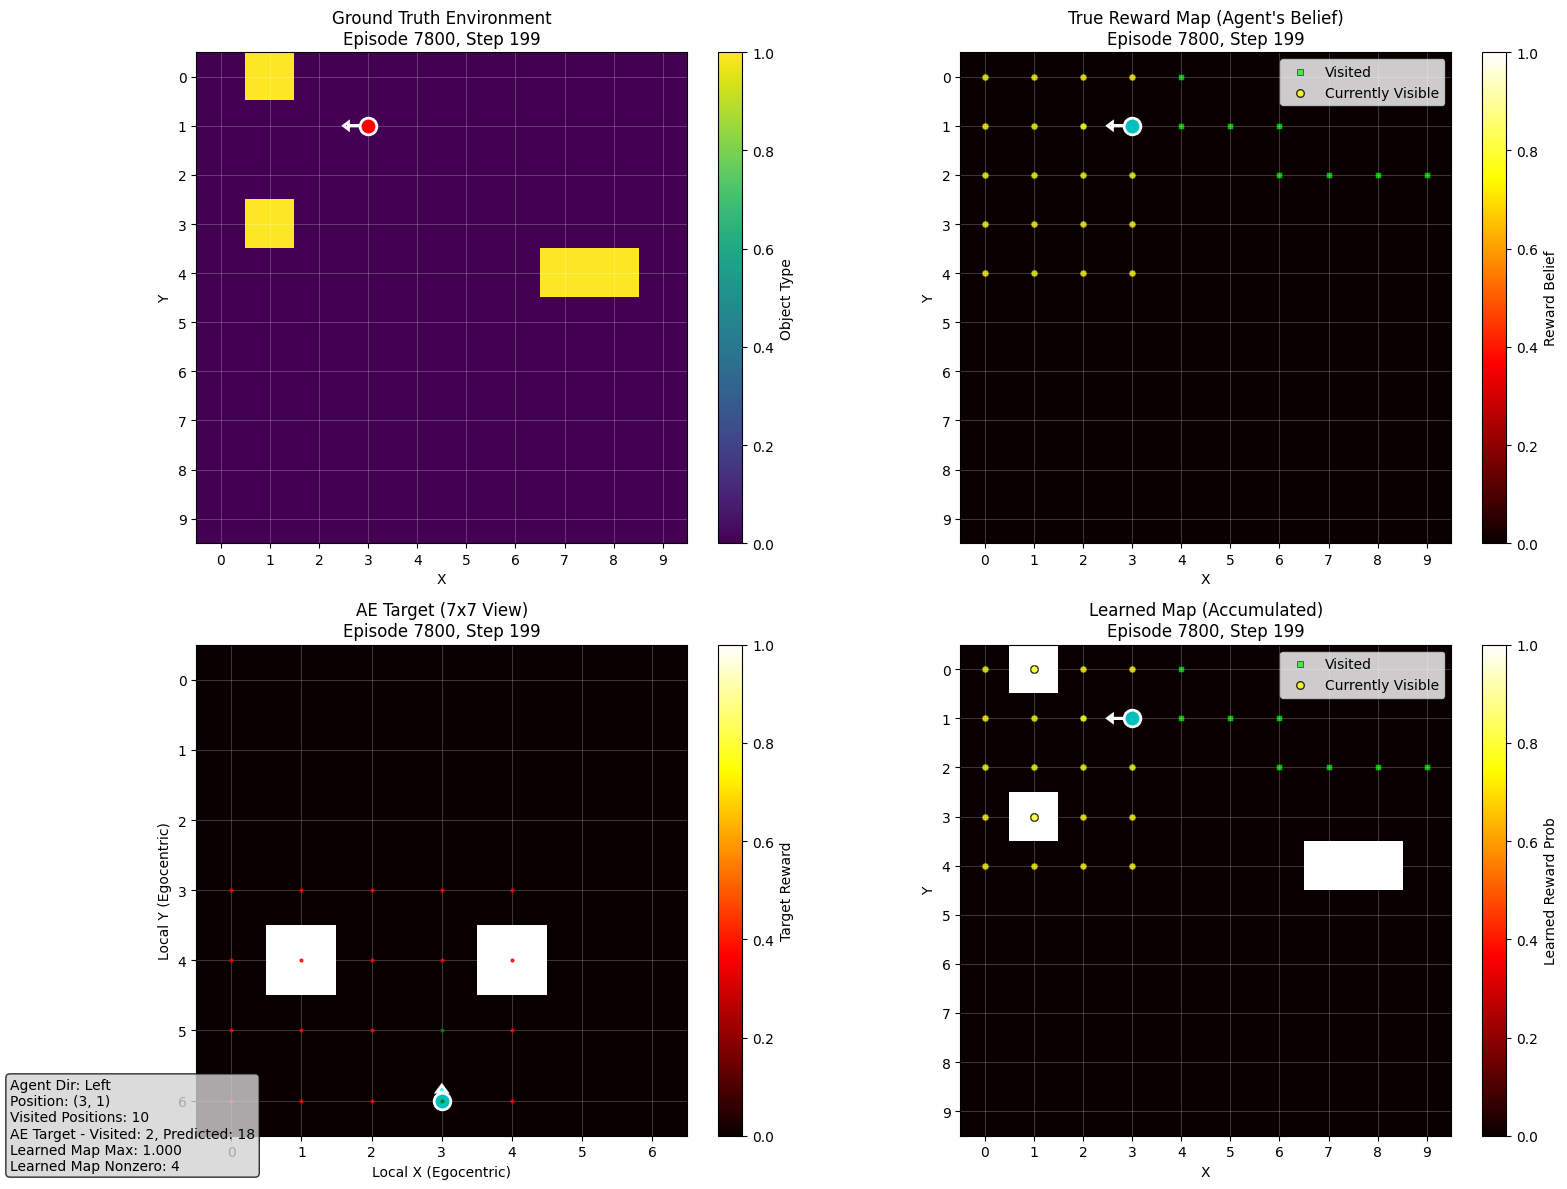 Ground Truth Environment
Episode 7800, Step 199
0
1
2
3
4
5
6
7
8
9
Y
0 1 2 3 4 5 6 7 8 9
X
1.0
0.8
0.6
0.4
0.2
0.0
Object Type
True Reward Map (Agent's Belief)
Episode 7800, Step 199
Visited
Currently Visible
0
1
2
3
4
5
6
7
8
9
Y
0 1 2 3 4 5 6 7 8 9
X
1.0
0.8
0.6
0.4
0.2
0.0
Reward Belief
AE Target (7x7 View)
Episode 7800, Step 199
0
1
2
3
4
5
6
Local Y (Egocentric)
0 1 2 3 4 5 6
Local X (Egocentric)
1.0
0.8
0.6
0.4
0.2
0.0
Target Reward
Agent Dir: Left
Position: (3, 1)
Visited Positions: 10
AE Target - Visited: 2, Predicted: 18
Learned Map Max: 1.000
Learned Map Nonzero: 4
Learned Map (Accumulated)
Episode 7800, Step 199
Visited
Currently Visible
0
1
2
3
4
5
6
7
8
9
Y
0 1 2 3 4 5 6 7 8 9
X
1.0
0.8
0.6
0.4
0.2
0.0
Learned Reward Prob